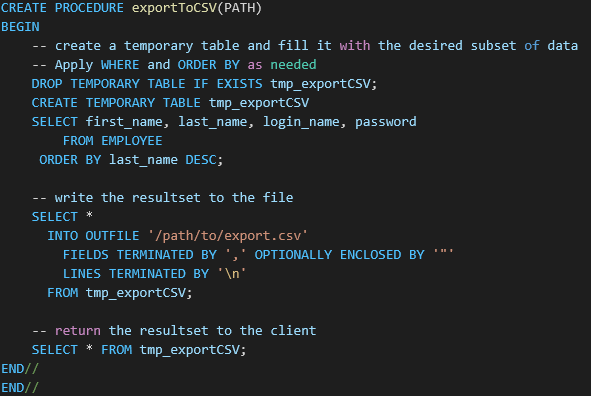 CREATE PROCEDURE exportToCSV(PATH)
BEGIN
    -- create a temporary table and fill it with the desired subset of data
    -- Apply WHERE and ORDER BY as needed
    DROP TEMPORARY TABLE IF EXISTS tmp_exportCSV;
    CREATE TEMPORARY TABLE tmp_exportCSV
    SELECT first_name, last_name, login_name, password
        FROM EMPLOYEE
     ORDER BY last_name DESC;

    -- write the resultset to the file
    SELECT *
      INTO OUTFILE '/path/to/export.csv'
        FIELDS TERMINATED BY ',' OPTIONALLY ENCLOSED BY '"'
        LINES TERMINATED BY '\n'
      FROM tmp_exportCSV;

    -- return the resultset to the client
    SELECT * FROM tmp_exportCSV;
END//
END//